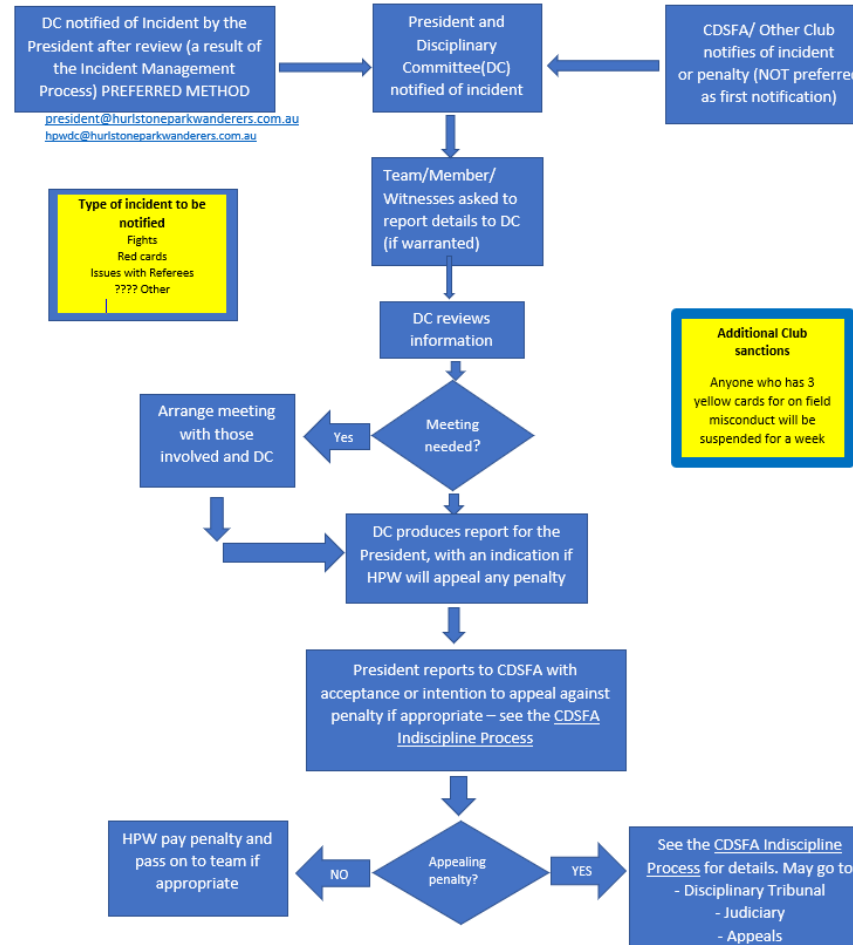 DC notified of Incident by the
President after review (a result of
the Incident Management
Process) PREFERRED METHOD
president@hurlstoneparkwanderers.com.au
hpwdc@hurlstoneparkwanderers.com.au
President and
Disciplinary
Committee(DC)
notified of incident
CDSFA/ Other Club
notifies of incident
or penalty (NOT preferred
as first notification)
Team/Member/
Witnesses asked to
report details to DC
(if warranted)
Type of incident to be
notified
Fights
Red cards
Issues with Referees
???? Other
DC reviews
information
Additional Club
sanctions
Anyone who has 3
yellow cards for on field
misconduct will be
suspended for a week
Meeting
needed?
Yes
Arrange meeting
with those
involved and DC
DC produces report for the
President, with an indication if
HPW will appeal any penalty
President reports to CDSFA with
acceptance or intention to appeal against
penalty if appropriate – see the CDSFA
Indiscipline Process
Appealing
penalty?
NO
HPW pay penalty and
pass on to team if
appropriate
YES
See the CDSFA Indiscipline
Process for details. May go to
- Disciplinary Tribunal
- Judiciary
- Appeals